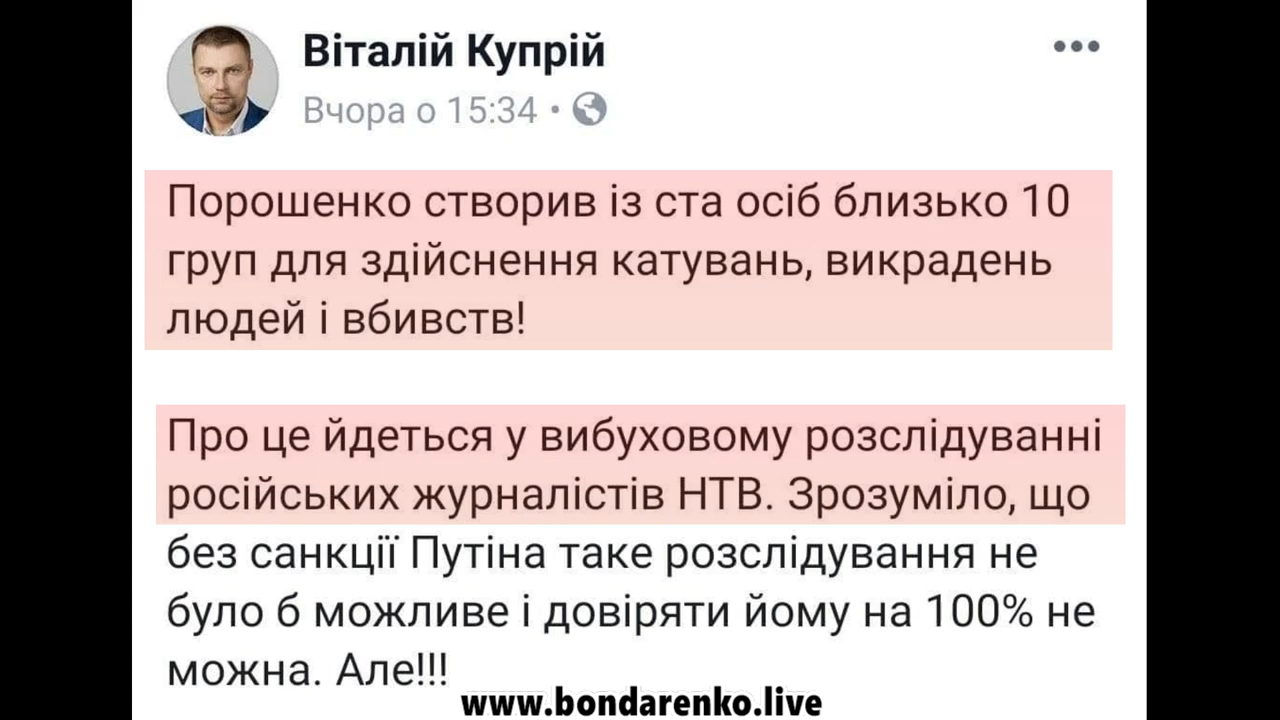 Віталій Купрій
Вчора о 15:34 •
Порошенко створив із ста осіб близько 10
груп для здійснення катувань, викрадень
людей і вбивств!
Про це йдеться у вибуховому розслідуванні
російських журналістів НТВ. Зрозуміло, що
без санкції Путіна таке розслідування не
було б можливе і довіряти йому на 100% не
можна. Але!!!
www.bondarenko.live